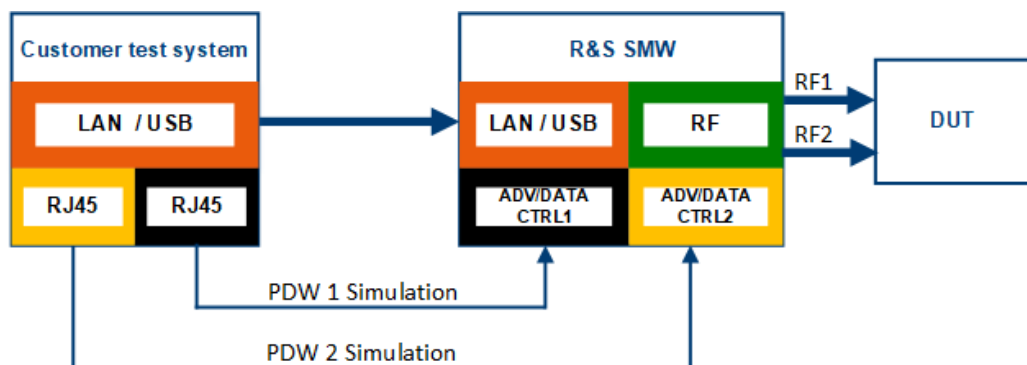 Customer test system
R&S SMW
LAN / USB
LAN / USB
RF
RF1
RF2
DUT
RJ45
RJ45
ADV/DATA
CTRL1
ADV/DATA
CTRL2
PDW 1 Simulation
PDW 2 Simulation